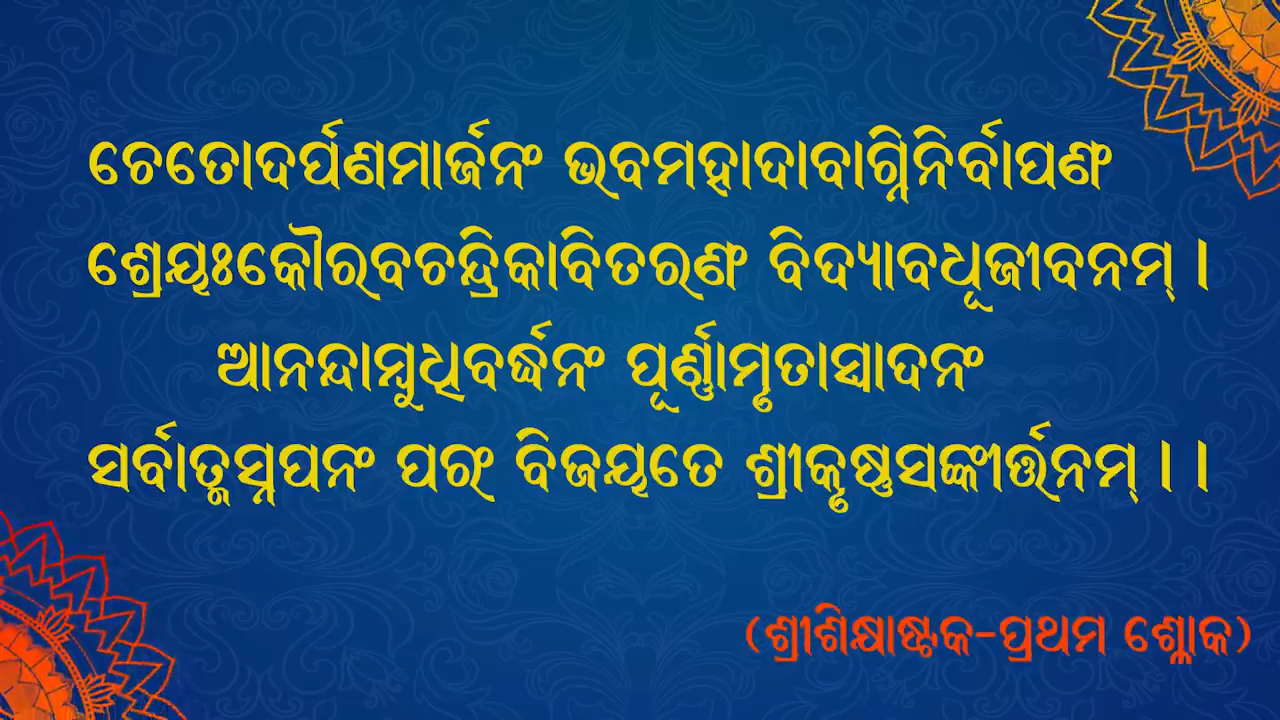 ଚେତୋଦର୍ପଣମାର୍ଜନଂ ଭବମହାଦାବାଗ୍ନିନିର୍ବାପଣଂ
ଶ୍ରେୟଃକୌରବଚନ୍ଦ୍ରିକାବିତରଣଂ ବିଦ୍ୟାବଧୂଜୀବନମ୍ ।
ଆନନ୍ଦାମ୍ବୁଧିବର୍ଦ୍ଧନଂ ପୂର୍ଣ୍ଣାମୃତାସ୍ବାଦନଂ
ସର୍ବାତ୍ମସ୍ନପନଂ ପରଂ ବିଜୟତେ ଶ୍ରୀକୃଷ୍ଣସଙ୍କୀର୍ତ୍ତନମ୍ । ।
(ଶ୍ରୀଶିକ୍ଷାଷ୍ଟକ-ପ୍ରଥମ ଶ୍ଲୋକ)